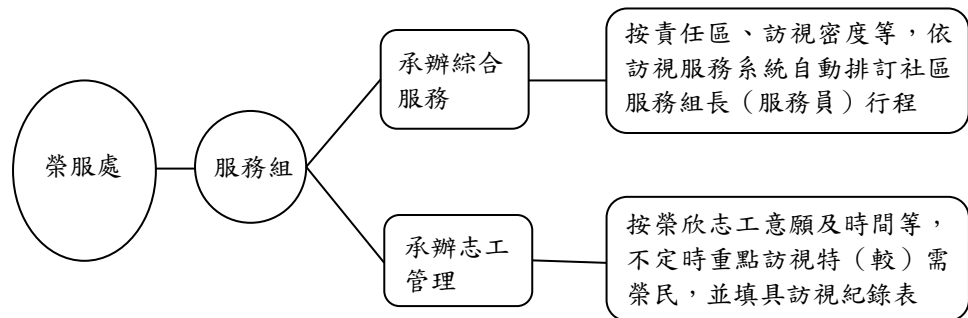 榮服處
服務組
承辦綜合
服務
按責任區、訪視密度等，依
訪視服務系統自動排訂社區
服務組長（服務員）行程
承辦志工
管理
按榮欣志工意願及時間等，
不定時重點訪視特（較）需
榮民，並填具訪視紀錄表